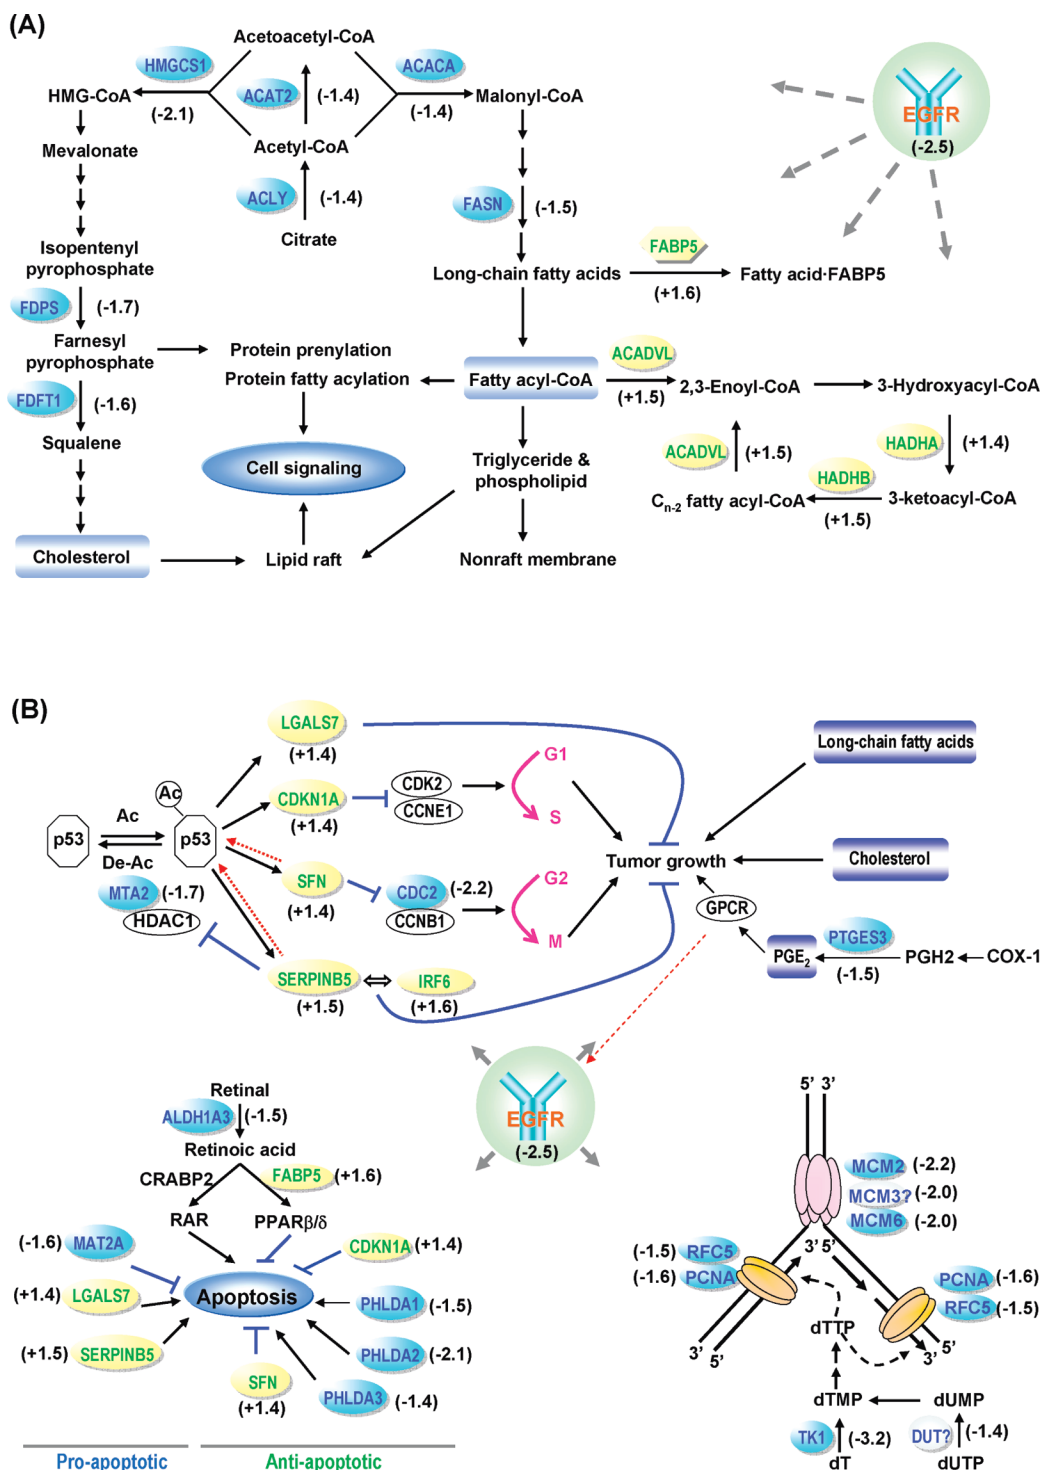 (A)
Acetoacetyl-CoA
HMGCS1
ACACA
HMG-CoA
(-2.1)
ACAT2
(-1.4)
(-1.4)
Malonyl-CoA
EGFR
(-2.5)
Mevalonate
Acetyl-CoA
ACLY
(-1.4)
FASN
(-1.5)
Citrate
Isopentenyl
pyrophosphate
FABP5
Long-chain fatty acids
(+1.6)
Fatty acid·FABP5
FDPS
(-1.7)
Farnesyl
pyrophosphate
Protein prenylation
Protein fatty acylation
Fatty acyl-CoA
ACADVL
(+1.5)
2,3-Enoyl-CoA
3-Hydroxyacyl-CoA
FDFT1
(-1.6)
Squalene
Cell signaling
Triglyceride &
phospholipid
ACADVL
(+1.5)
HADHA
(+1.4)
HADHB
(+1.5)
Cn-2 fatty acyl-CoA
3-ketoacyl-CoA
Cholesterol
Lipid raft
Nonraft membrane
(B)
LGALS7
(+1.4)
Long-chain fatty acids
G1
S
CDK2
CCNE1
CDKN1A
(+1.4)
Ac
Ac
p53
p53
De-Ac
Tumor growth
Cholesterol
MTA2
(-1.7)
HDAC1
SFN
(+1.4)
CDC2
(-2.2)
CCNB1
G2
M
GPCR
PTGES3
(-1.5)
PGE2
PGH2
COX-1
SERPINB5
(+1.5)
IRF6
(+1.6)
EGFR
(-2.5)
Retinal
ALDH1A3
(-1.5)
Retinoic acid
CRABP2
FABP5
(+1.6)
RAR
PPARβ/δ
(-1.6)
MAT2A
CDKN1A
(+1.4)
(+1.4)
LGALS7
Apoptosis
PHLDA1
(-1.5)
(+1.5)
SERPINB5
PHLDA2
(-2.1)
SFN
(+1.4)
PHLDA3
(-1.4)
Pro-apoptotic
Anti-apoptotic
5' 3'
MCM2
(-2.2)
MCM3?
(-2.0)
MCM6
(-2.0)
3' 5'
(-1.5)
RFC5
(-1.6)
PCNA
PCNA
(-1.6)
RFC5
(-1.5)
dTTP
3'
5'
3'
5'
dTMP
dUMP
TK1
(-3.2)
DUT?
(-1.4)
dT
dUTP